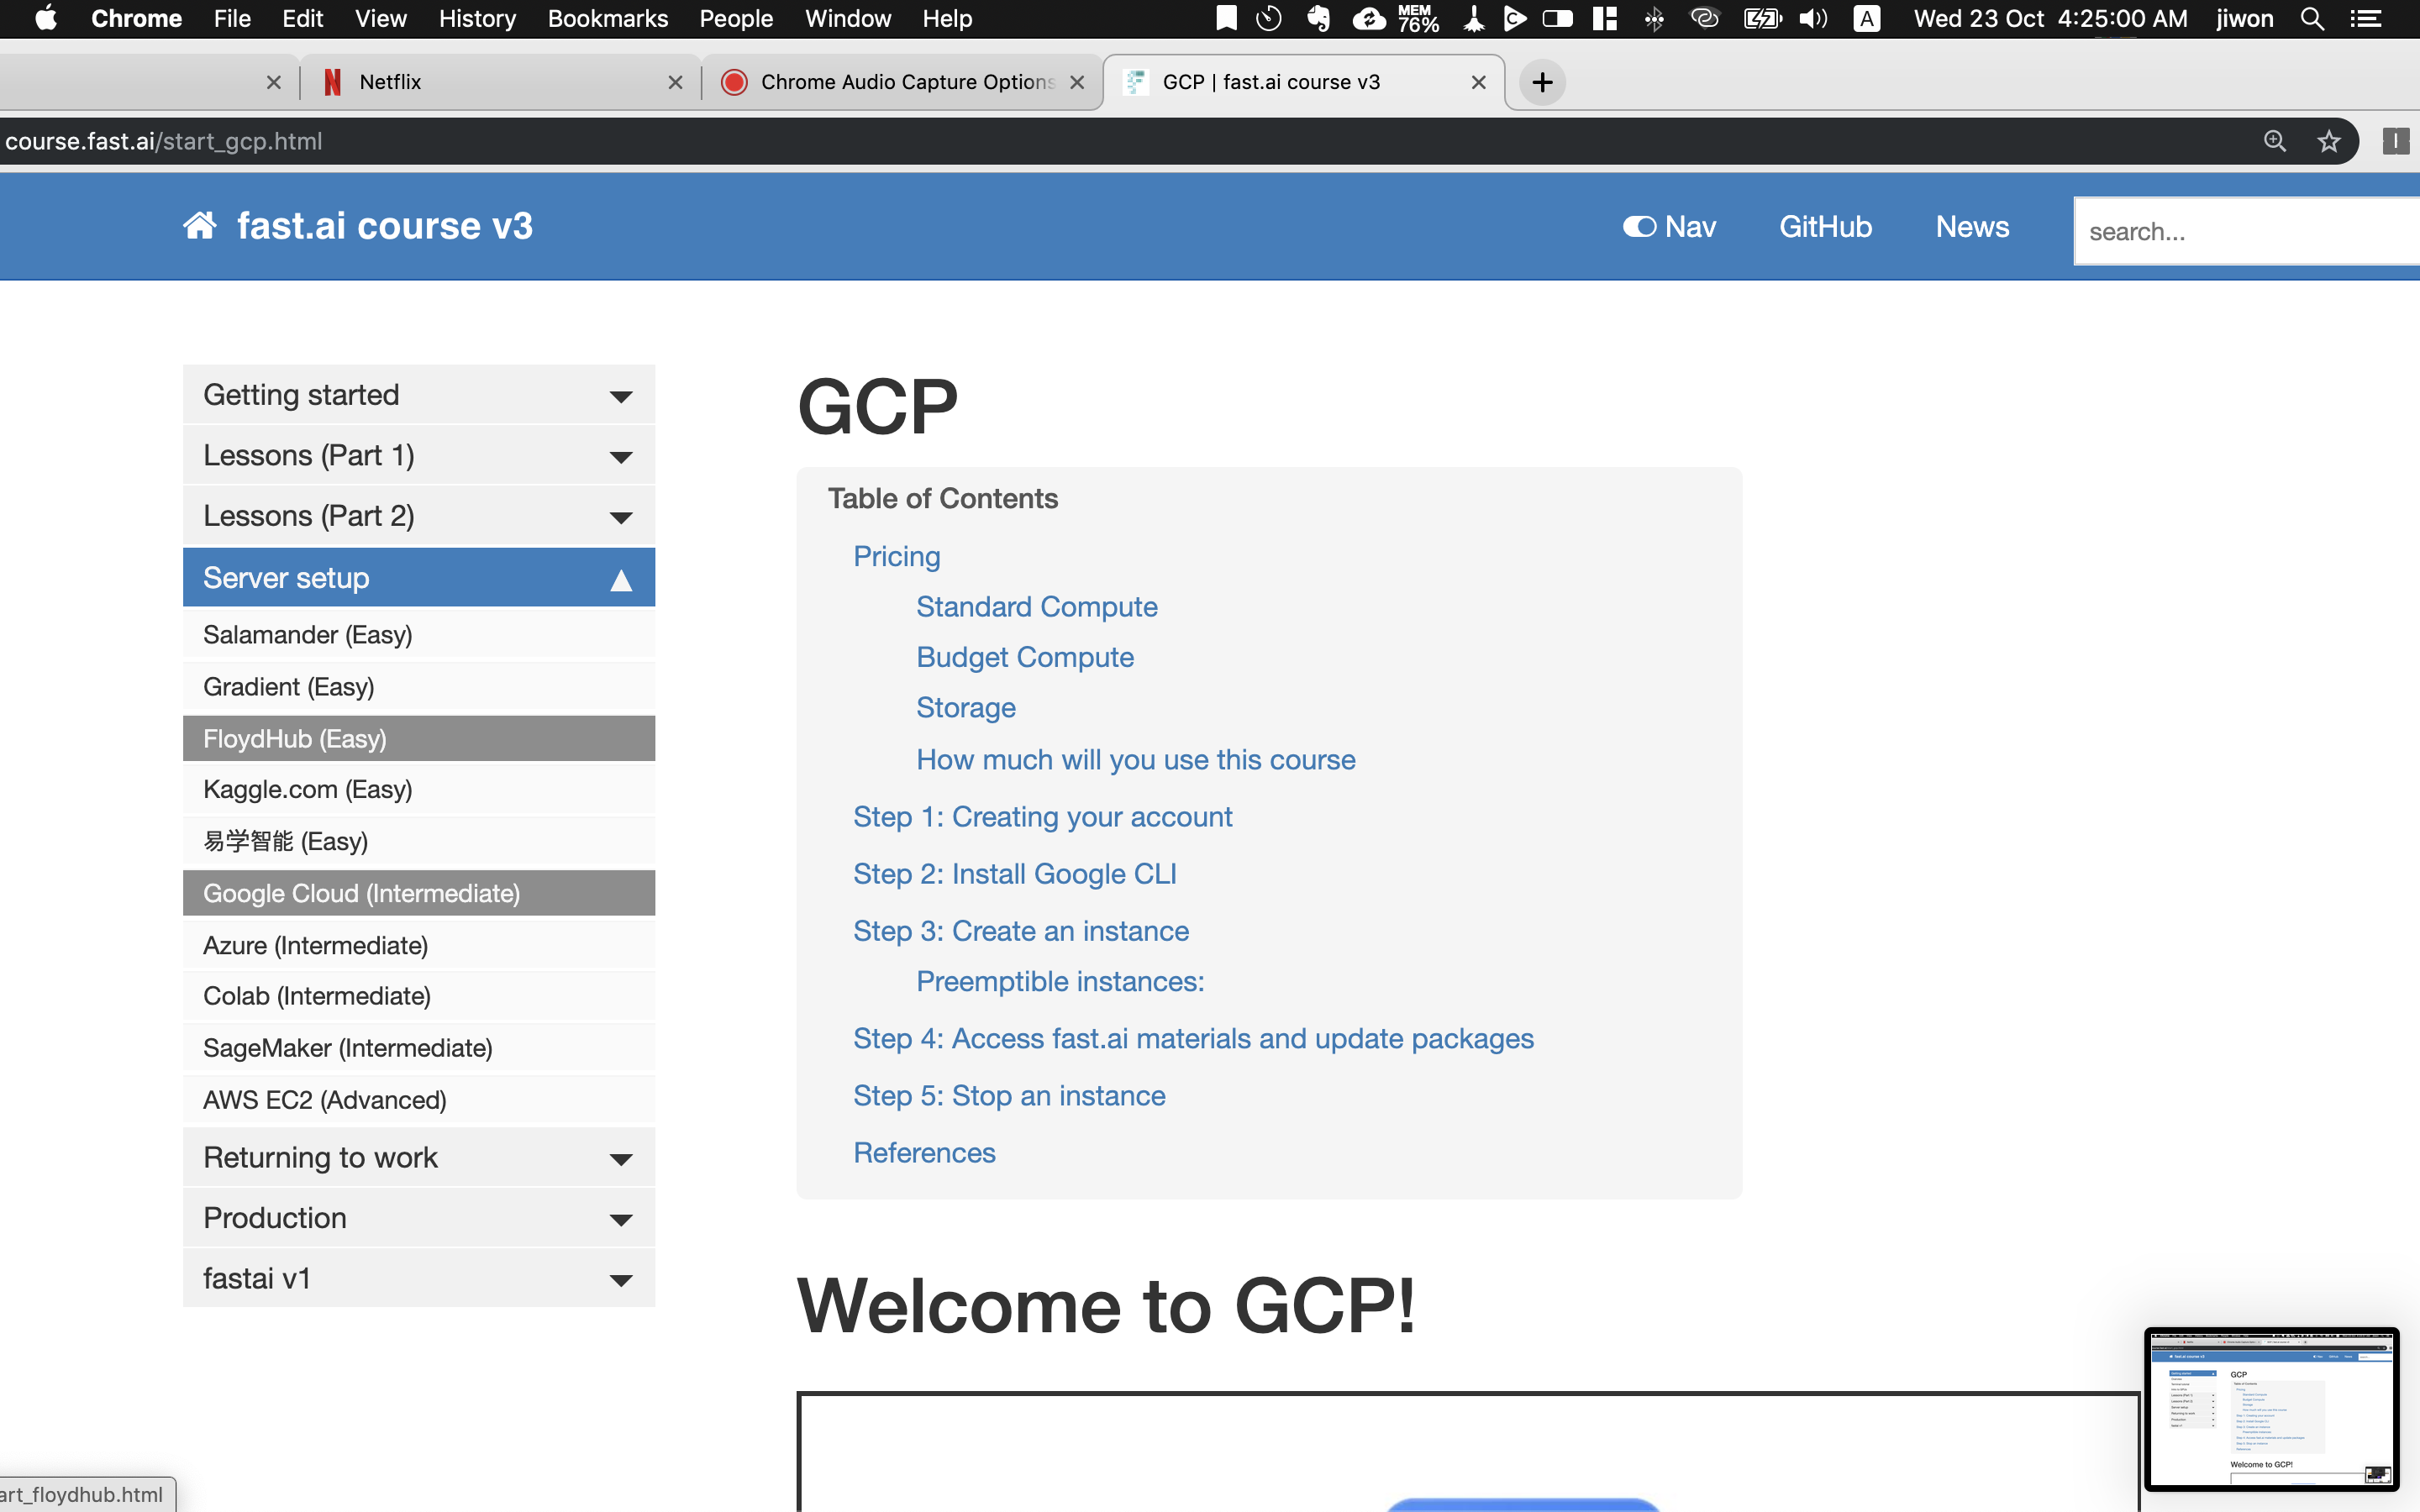 Chrome File Edit View History Bookmarks People Window Help MEM 76% A Wed 23 Oct 4:25:00 AM jiwon
Netflix Chrome Audio Capture Options GCP | fast.ai course v3
course.fast.ai/start_gcp.html
fast.ai course v3 Nav GitHub News search...
Getting started
Lessons (Part 1)
Lessons (Part 2)
Server setup
Salamander (Easy)
Gradient (Easy)
FloydHub (Easy)
Kaggle.com (Easy)
易学智能 (Easy)
Google Cloud (Intermediate)
Azure (Intermediate)
Colab (Intermediate)
SageMaker (Intermediate)
AWS EC2 (Advanced)
Returning to work
Production
fastai v1
GCP
Table of Contents
Pricing
Standard Compute
Budget Compute
Storage
How much will you use this course
Step 1: Creating your account
Step 2: Install Google CLI
Step 3: Create an instance
Preemptible instances:
Step 4: Access fast.ai materials and update packages
Step 5: Stop an instance
References
Welcome to GCP!
art_floydhub.html
GCP
Welcome to GCP!